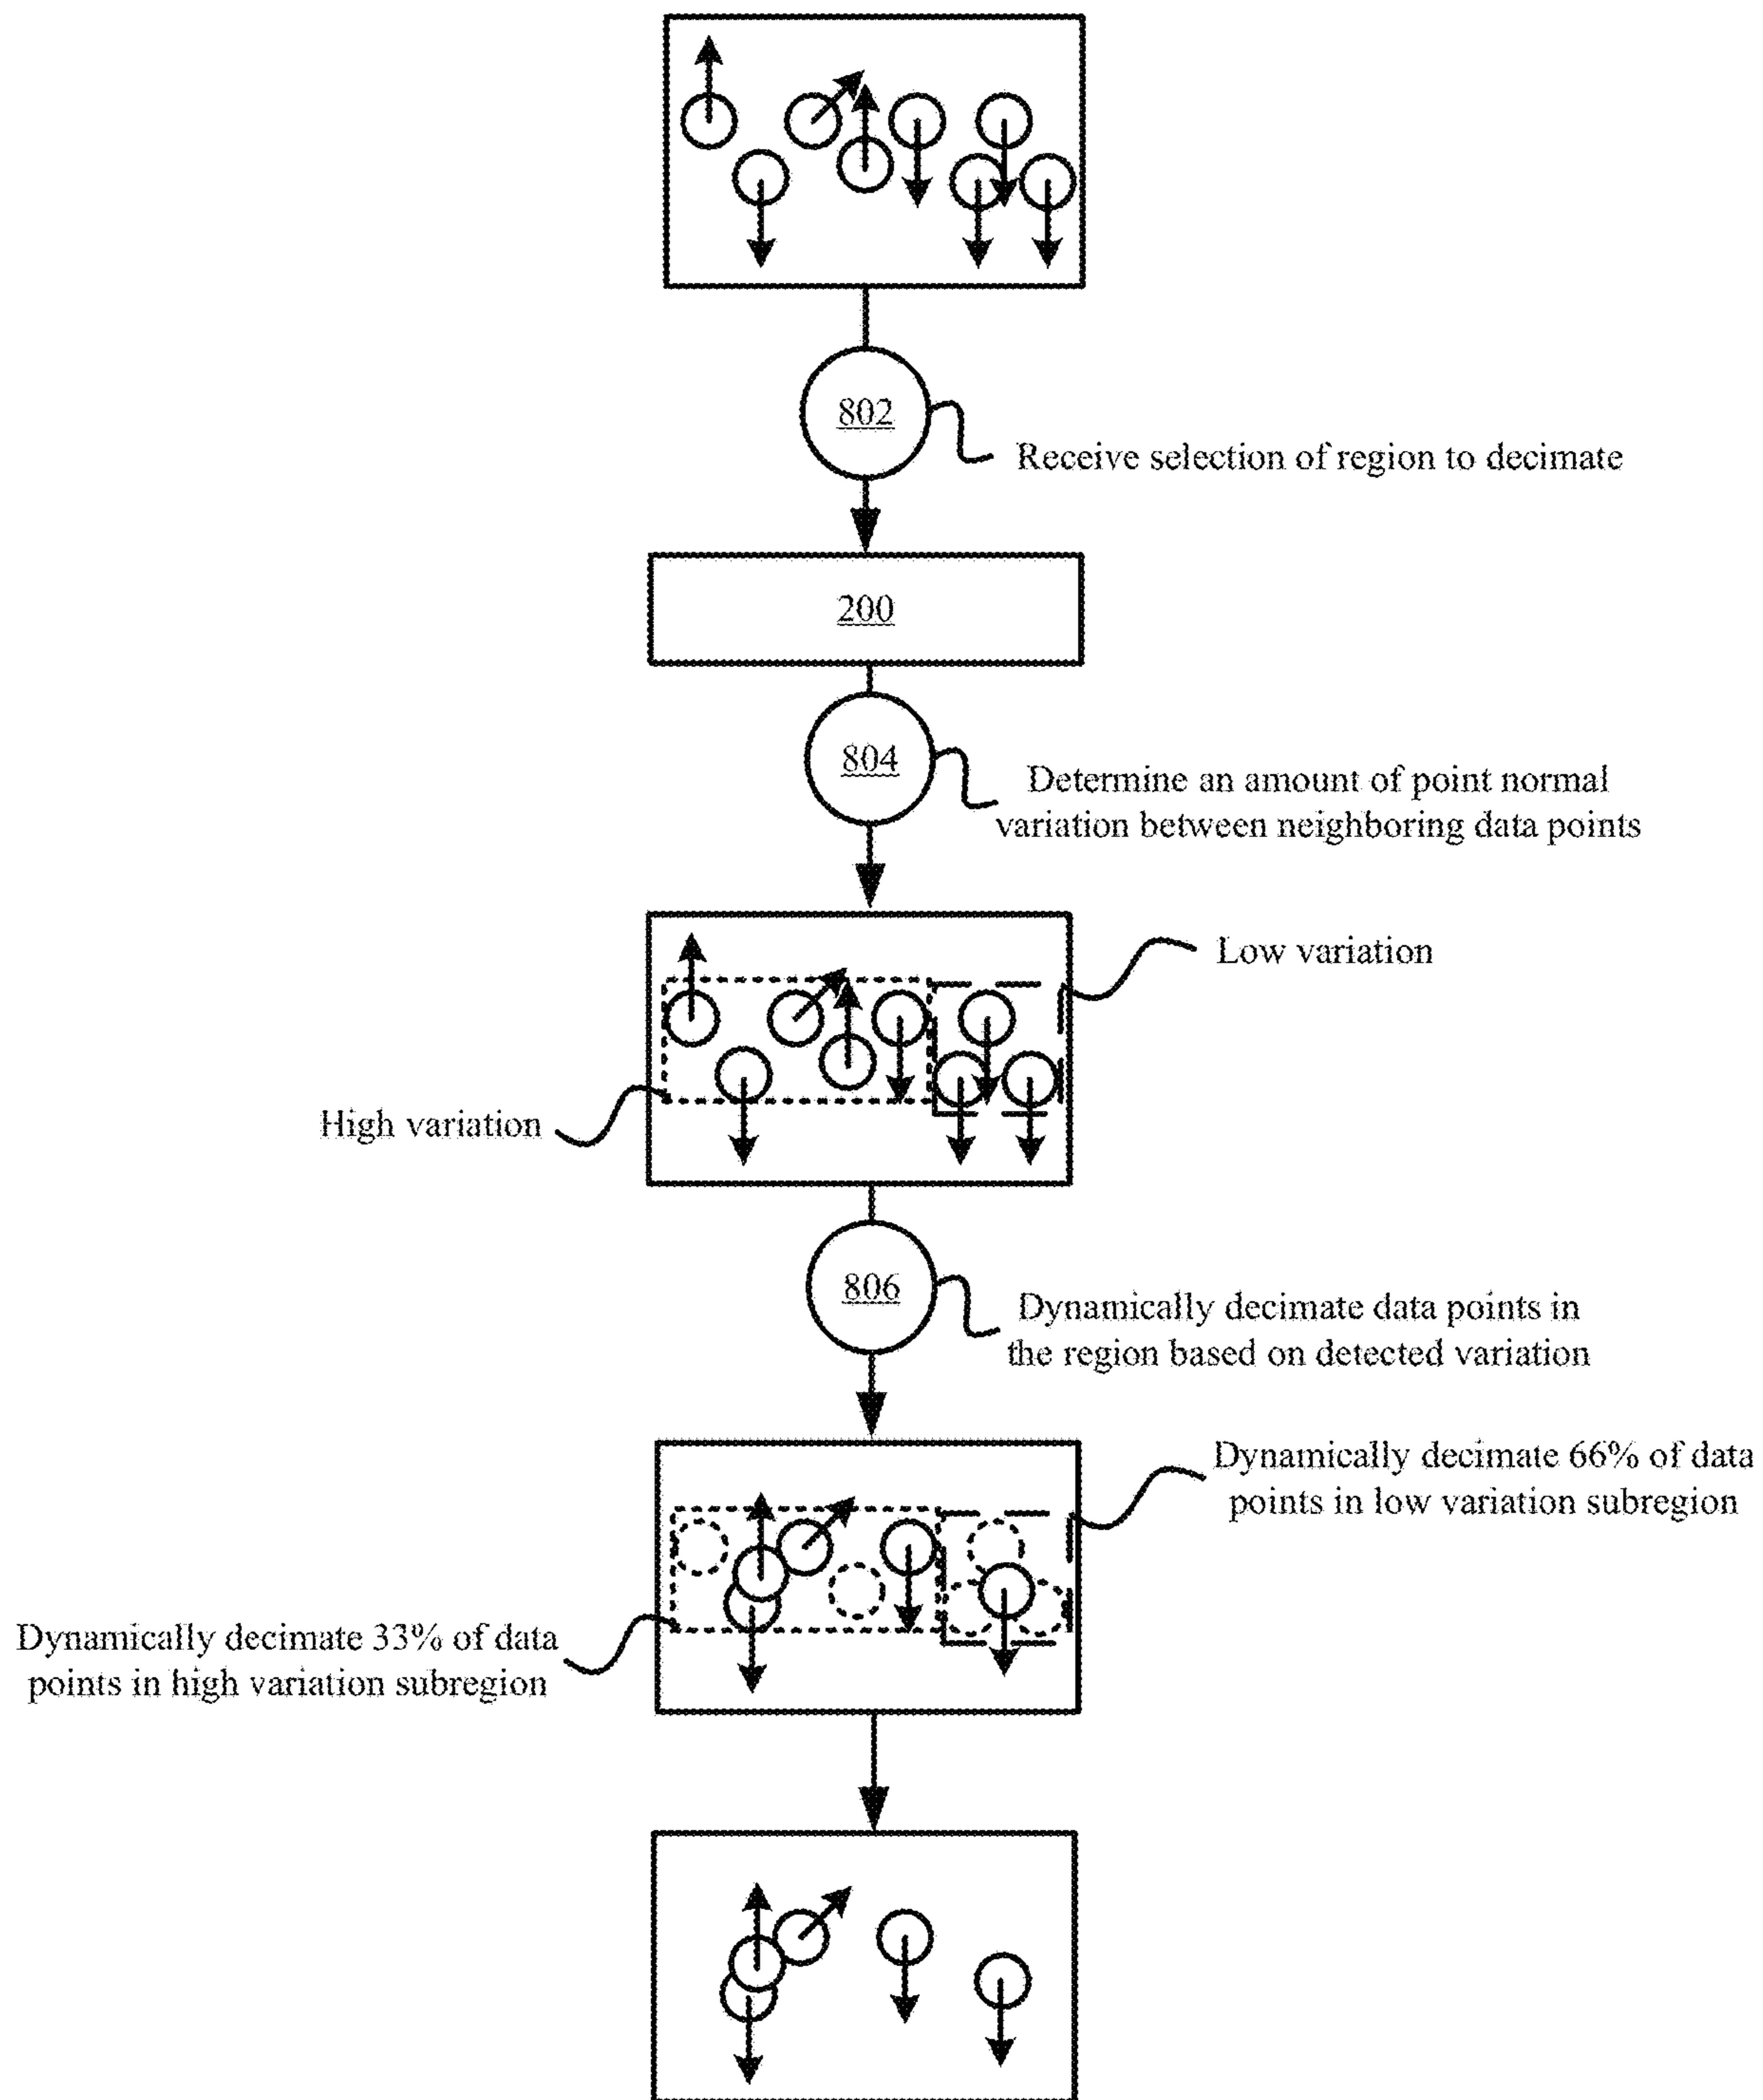 802
Receive selection of region to decimate
200
804
Determine an amount of point normal
variation between neighboring data points
Low variation
High variation
806
Dynamically decimate data points in
the region based on detected variation
Dynamically decimate 66% of data
points in low variation subregion
Dynamically decimate 33% of data
points in high variation subregion